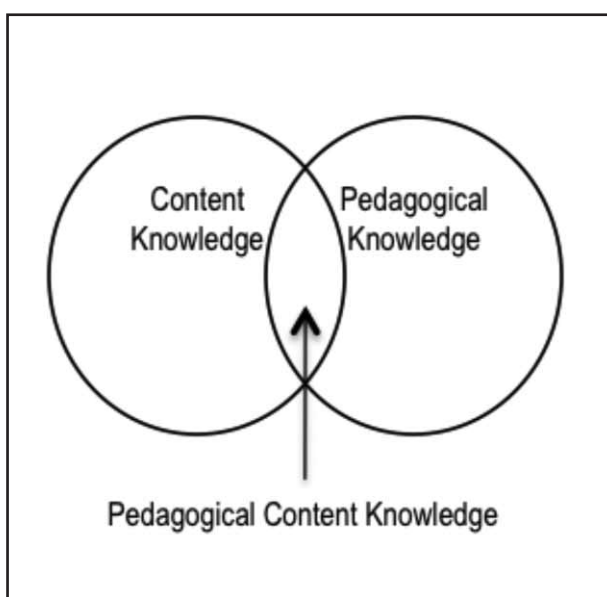 Content
Knowledge
Pedagogical
Knowledge
Pedagogical Content Knowledge